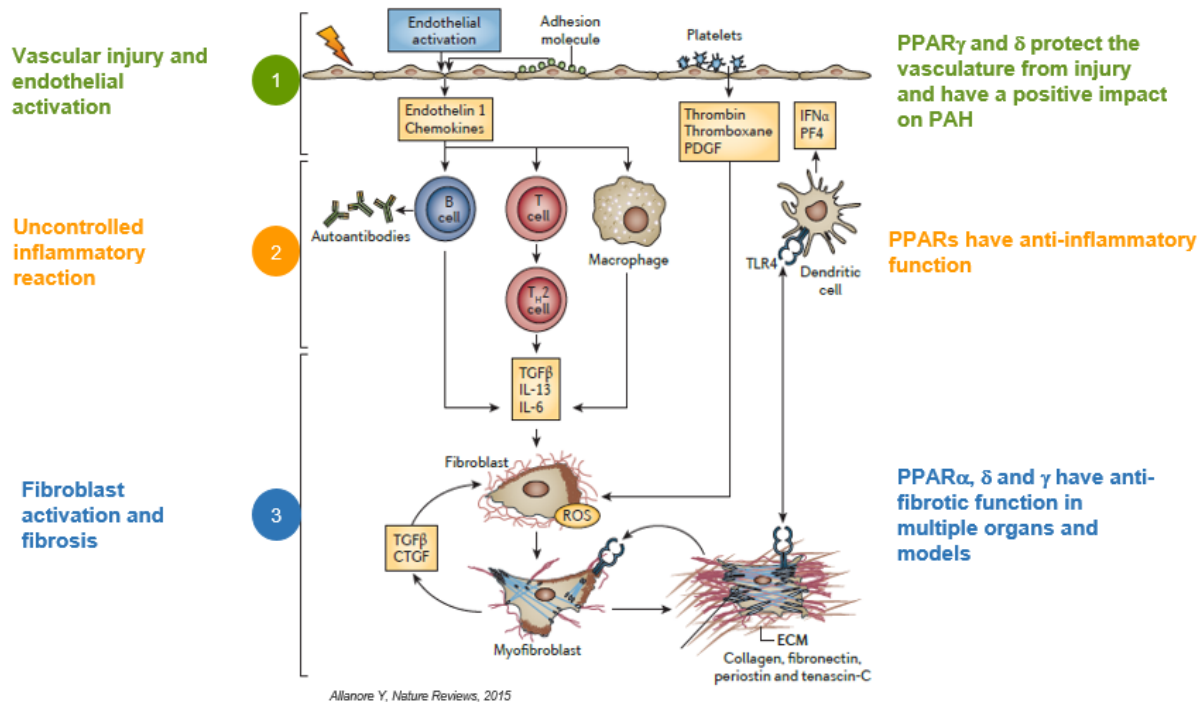 Vascular injury and
endothelial
activation
1
Endothelial
activation
Adhesion
molecule
Platelets
Endothelin 1
Chemokines
Thrombin
Thromboxane
PDGF
IFNα
PF4
PPARγ and δ protect the
vasculature from injury
and have a positive impact
on PAH
Uncontrolled
inflammatory
reaction
2
B
cell
T
cell
Autoantibodies
Macrophage
TH2
cell
TLR4
Dendritic
cell
PPARs have anti-inflammatory
function
TGFβ
IL-13
IL-6
Fibroblast
activation and
fibrosis
3
Fibroblast
ROS
TGFβ
CTGF
Myofibroblast
ECM
Collagen, fibronectin,
periostin and tenascin-C
PPARα, δ and γ have anti-
fibrotic function in
multiple organs and
models
Allanore Y, Nature Reviews, 2015